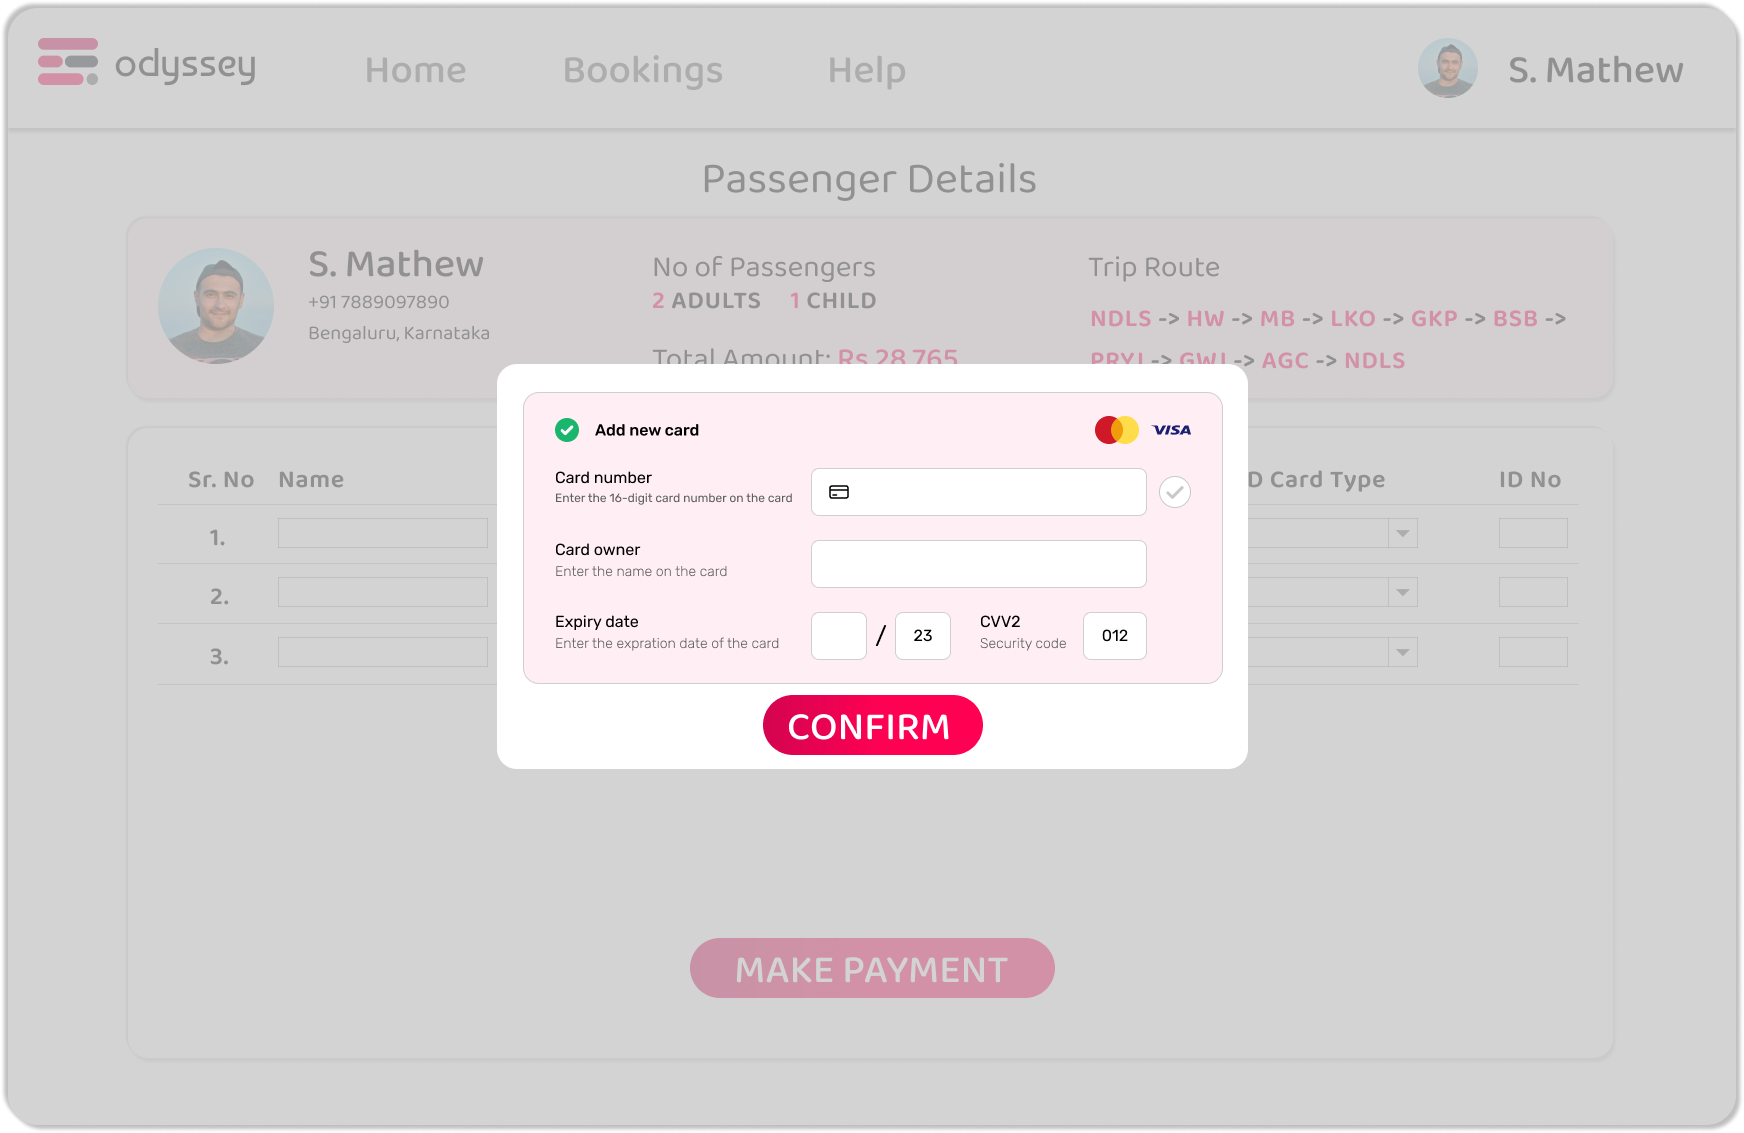 odyssey
Home
Bookings
Help
S. Mathew
Passenger Details
S. Mathew
+91 7889097890
Bengaluru, Karnataka
No of Passengers
2 ADULTS 1 CHILD
Total Amount: Rs 28,765
Trip Route
NDLS -> HW -> MB -> LKO -> GKP -> BSB ->
PRYJ -> GWL -> AGC -> NDLS
Add new card
VISA
Card number
Enter the 16-digit card number on the card
Card owner
Enter the name on the card
Expiry date
Enter the expration date of the card
/
23
CVV2
Security code
012
CONFIRM
Sr. No
Name
D Card Type
ID No
1.
2.
3.
MAKE PAYMENT